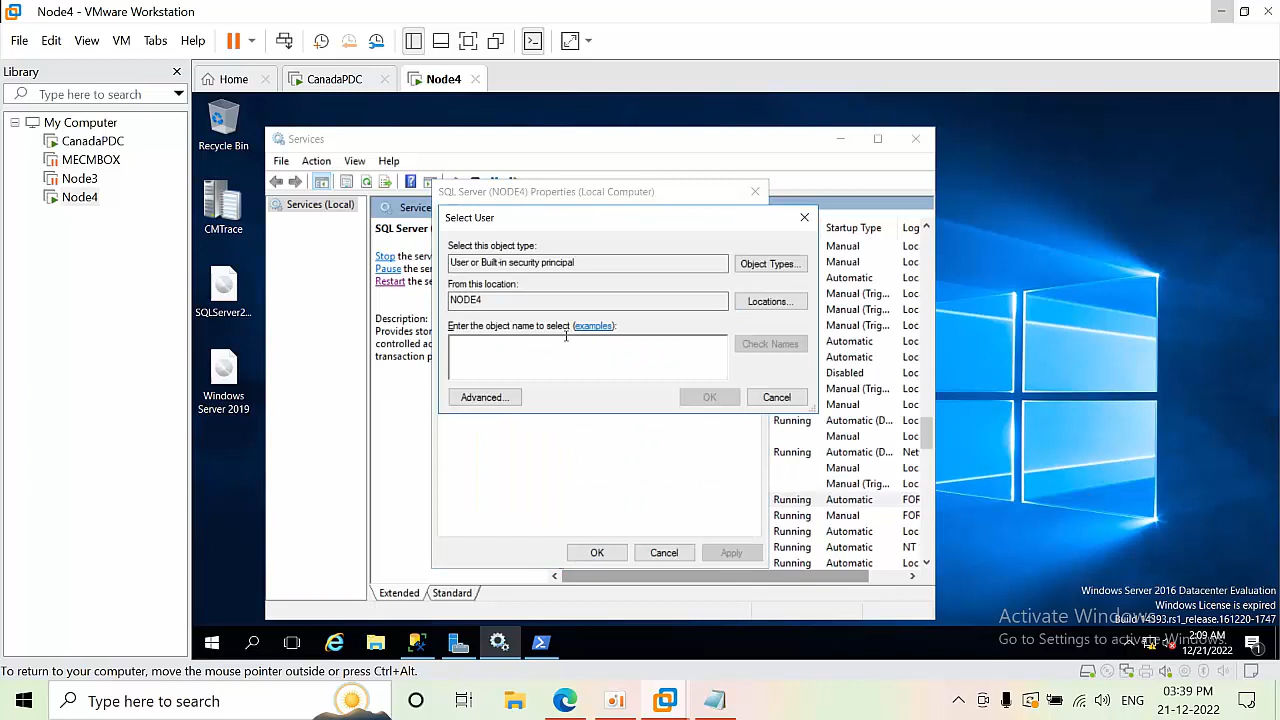 Node4 - VMware Workstation
File Edit View VM Tabs Help
Library
Type here to search
My Computer
CanadaPDC
MECMBOX
Node3
Node4
Home
CanadaPDC
Node4
Recycle Bin
CMTrace
SQLServer2...
Windows
Server 2019
Services
File Action View Help
Services (Local)
Service
SQL Server (
Stop the serv
Pause the se
Restart the se
Description:
Provides stor
controlled ac
transaction p
SQL Server (NODE4) Properties (Local Computer)
Select User
Select this object type:
User or Built-in security principal
Object Types...
From this location:
NODE4
Locations...
Enter the object name to select (examples):
Check Names
Advanced...
OK
Cancel
OK
Cancel
Apply
Startup Type Log
Manual Loc
Manual Loc
Automatic Loc
Manual (Trig... Loc
Manual (Trig... Loc
Manual (Trig... Loc
Automatic Loc
Automatic Loc
Disabled Loc
Manual (Trig... Loc
Manual Loc
Running Automatic (D... Loc
Manual Loc
Running Automatic (D... Net
Manual Loc
Manual (Trig... Loc
Running Automatic FOR
Running Manual FOR
Running Automatic Loc
Running Automatic NT
Running Automatic Loc
Extended Standard
Windows Server 2016 Datacenter Evaluation
Windows License is expired
Build 14393.rs1_release.161220-1747
Activate Windows
Go to Settings to activate Windows.
2:09 AM
12/21/2022
To return to your computer, move the mouse pointer outside or press Ctrl+Alt.
Type here to search
ENG
03:39 PM
21-12-2022